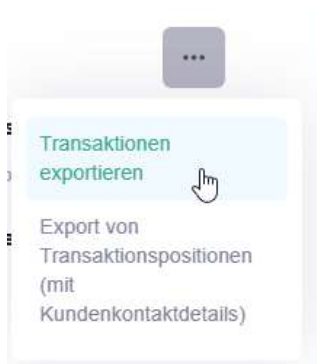 ...
Transaktionen
exportieren
Export von
Transaktionspositionen
(mit
Kundenkontaktdetails)